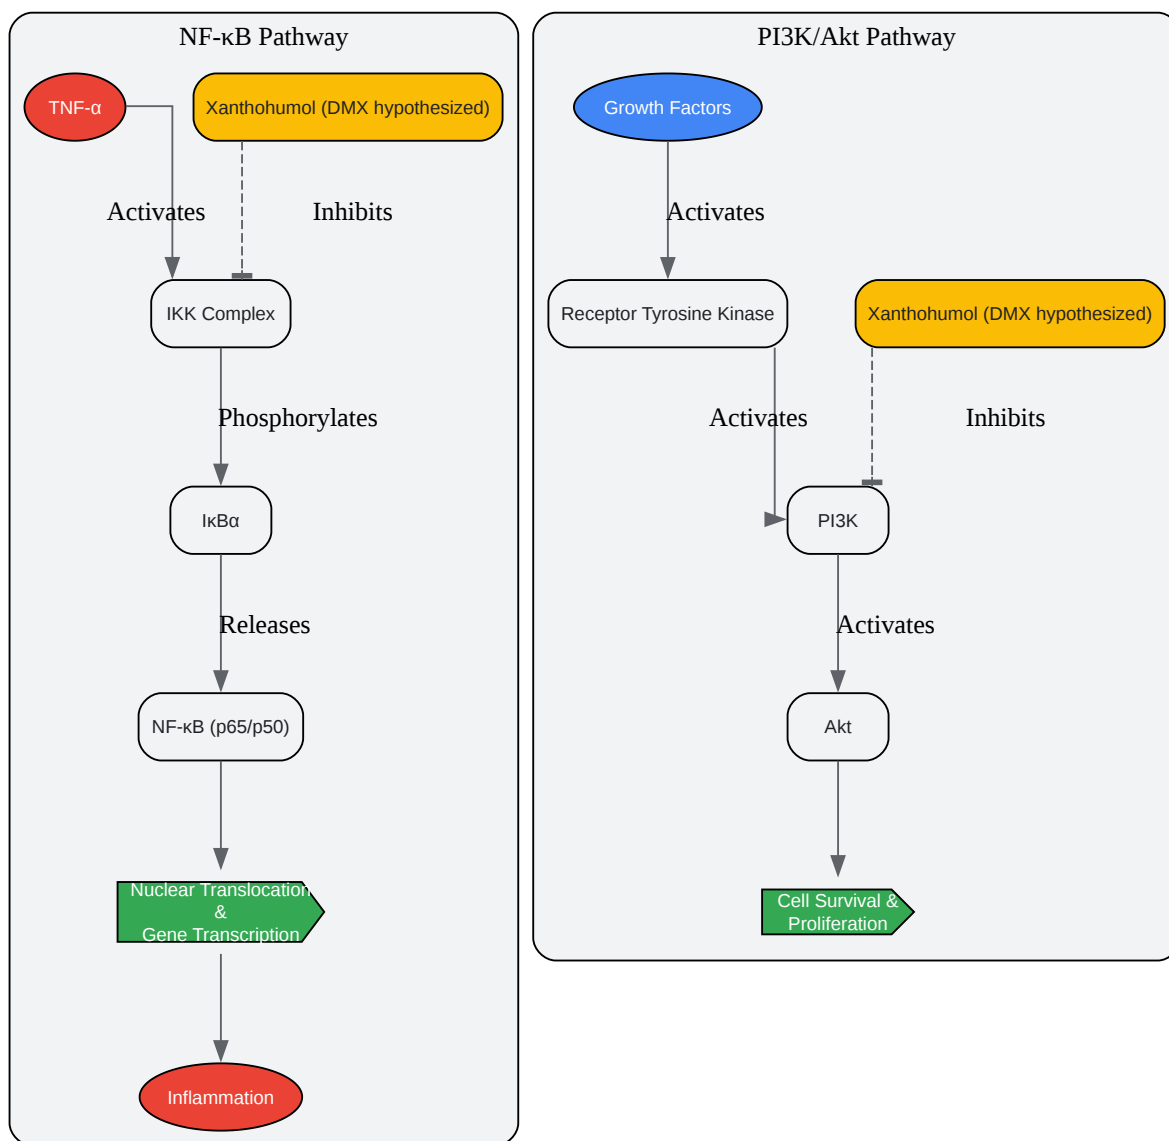 NF-κB Pathway
TNF-α
Xanthohumol (DMX hypothesized)
Activates
Inhibits
IKK Complex
Phosphorylates
IκBα
Releases
NF-κB (p65/p50)
Nuclear Translocation
&
Gene Transcription
Inflammation
PI3K/Akt Pathway
Growth Factors
Activates
Receptor Tyrosine Kinase
Xanthohumol (DMX hypothesized)
Activates
Inhibits
PI3K
Activates
Akt
Cell Survival &
Proliferation